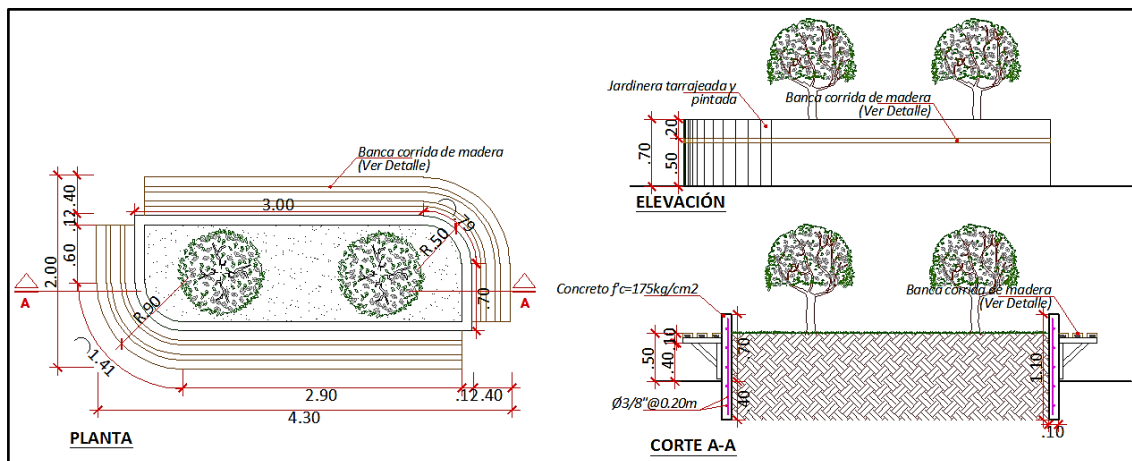 Banca corrida de madera
(Ver Detalle)
3.00
.79
R.50
.12.40
.60
2.00
A
A
.70
R.90
1.41
2.90
.12.40
4.30
PLANTA
Jardinera tarrajeada y
pintada
Banca corrida de madera
(Ver Detalle)
.20
.70
.50
ELEVACIÓN
Concreto f'c=175kg/cm2
Banca corrida de madera
(Ver Detalle)
.10
.50
.40
.70
1.10
.40
Ø3/8"@0.20m
.10
CORTE A-A